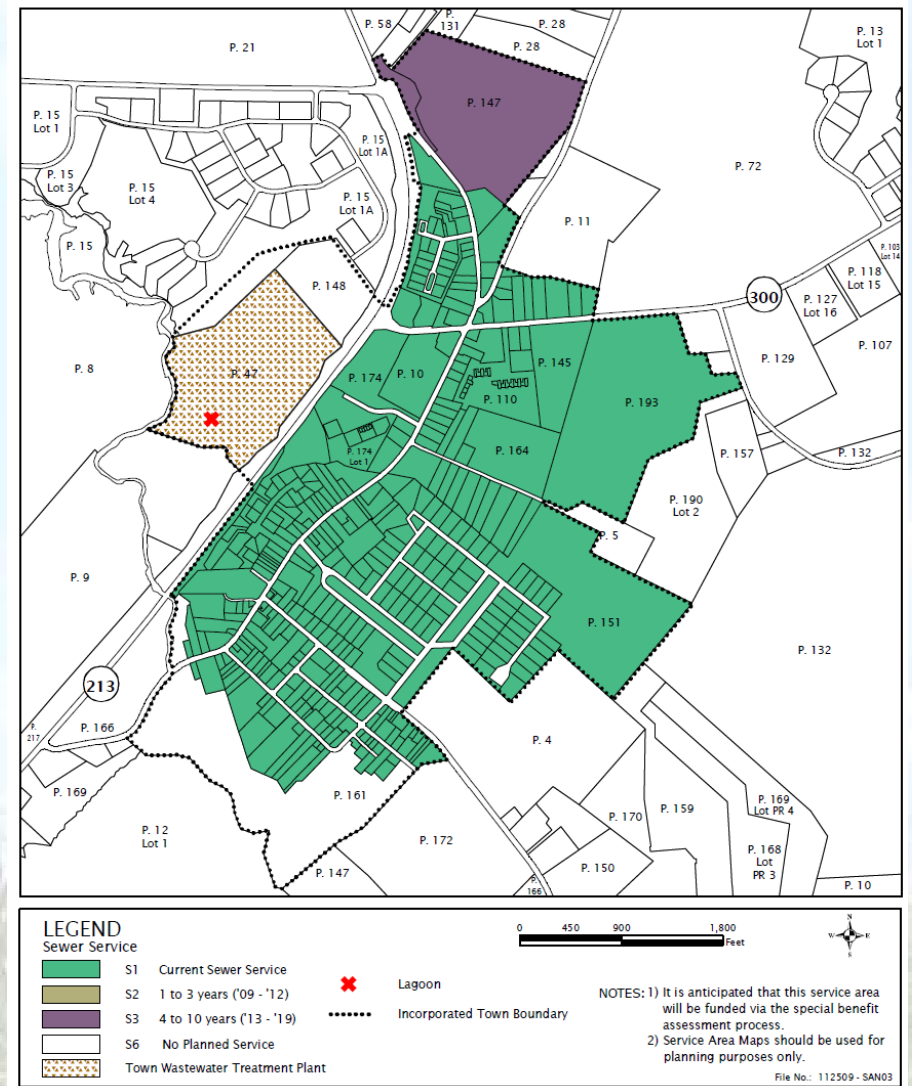 P. 58
P.
131
P. 28
P. 28
P. 13
Lot 1
P. 21
P. 147
P. 15
Lot 1
P. 15
Lot 1A
P. 72
P. 15
Lot 3
P. 15
Lot 4
P. 15
Lot 1A
P. 11
P. 15
P. 103
Lot 14
P. 148
P. 118
Lot 15
300
P. 127
Lot 16
P. 107
P. 8
P. 47
P. 174
P. 10
P. 145
P. 129
P. 110
P. 193
P. 174
Lot 1
P. 164
P. 157
P. 132
P. 190
Lot 2
P. 5
P. 9
P. 151
P. 132
213
P.
217
P. 166
P. 4
P. 169
P. 161
P. 12
Lot 1
P. 172
P. 170
P. 159
P. 169
Lot PR 4
P. 168
Lot
PR 3
P. 147
P. 150
P.
166
P. 10
LEGEND
Sewer Service
S1 Current Sewer Service
S2 1 to 3 years ('09 - '12)
S3 4 to 10 years ('13 - '19)
S6 No Planned Service
Town Wastewater Treatment Plant
Lagoon
Incorporated Town Boundary
0 450 900 1,800
Feet
N
W E
S
NOTES: 1) It is anticipated that this service area
will be funded via the special benefit
assessment process.
2) Service Area Maps should be used for
planning purposes only.
File No.: 112509 - SAN03